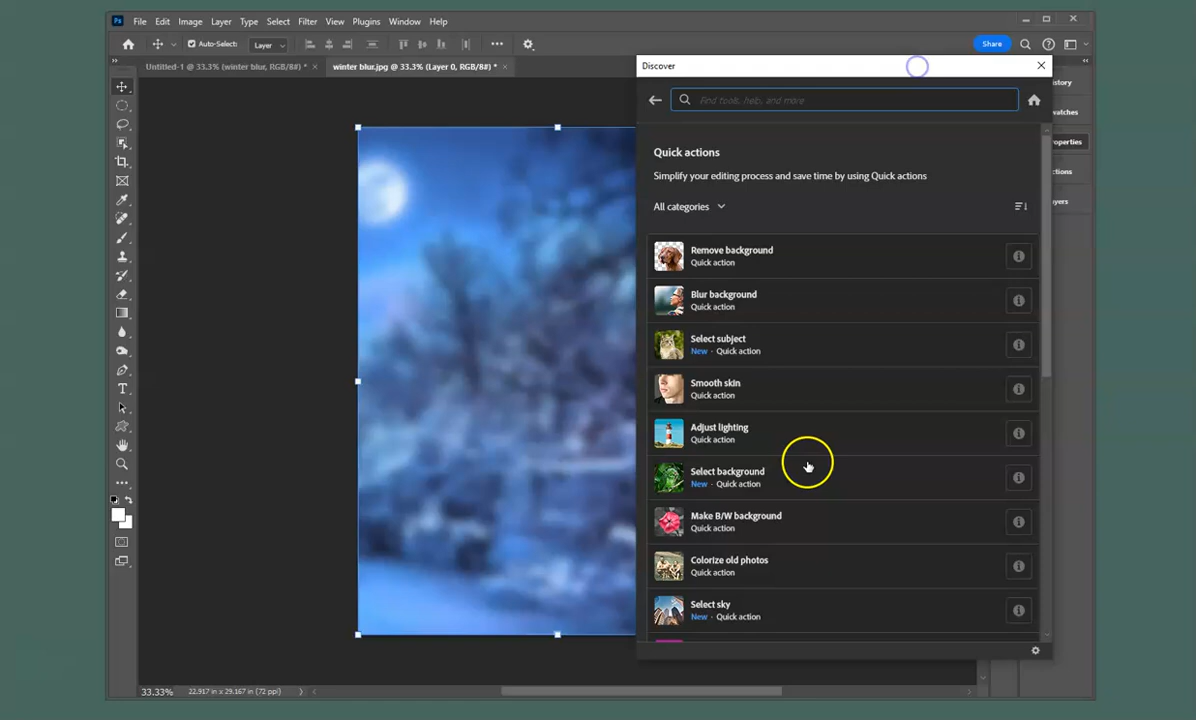 Ps File Edit Image Layer Type Select Filter View Plugins Window Help
Auto-Select: Layer Share
Untitled-1 @ 33.3% (winter blur, RGB/8#) * × winter blur.jpg @ 33.3% (Layer 0, RGB/8#) * ×
Discover
Find tools, help, and more
Quick actions
Simplify your editing process and save time by using Quick actions
All categories
Remove background
Quick action
Blur background
Quick action
Select subject
New · Quick action
Smooth skin
Quick action
Adjust lighting
Quick action
Select background
New · Quick action
Make B/W background
Quick action
Colorize old photos
Quick action
Select sky
New · Quick action
istory
watches
roperties
ctions
yers
33.33% 22.917 in x 29.167 in (72 ppi)